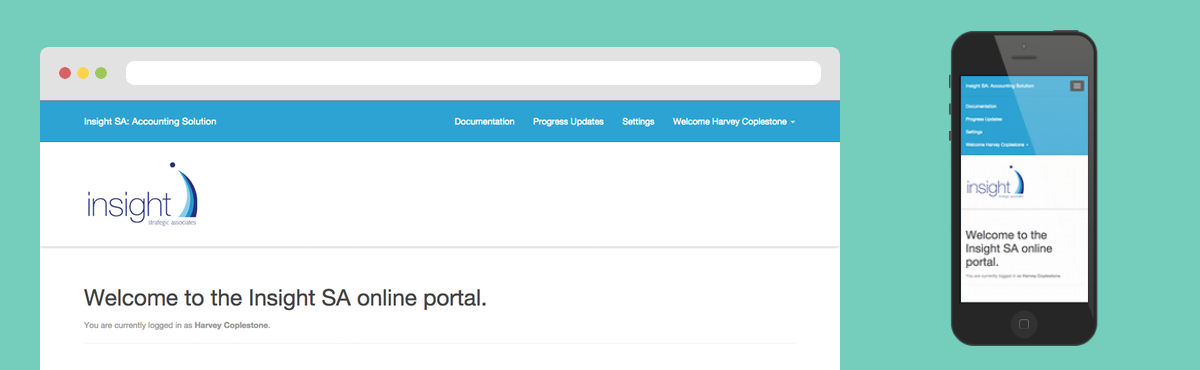 Insight SA: Accounting Solution
Documentation
Progress Updates
Settings
Welcome Harvey Coplestone
insight
strategic associates
Welcome to the Insight SA online portal.
You are currently logged in as Harvey Coplestone.
Insight SA: Accounting Solution
Documentation
Progress Updates
Settings
Welcome Harvey Coplestone
insight
strategic associates
Welcome to the
Insight SA online
portal.
You are currently logged in as Harvey Coplestone.